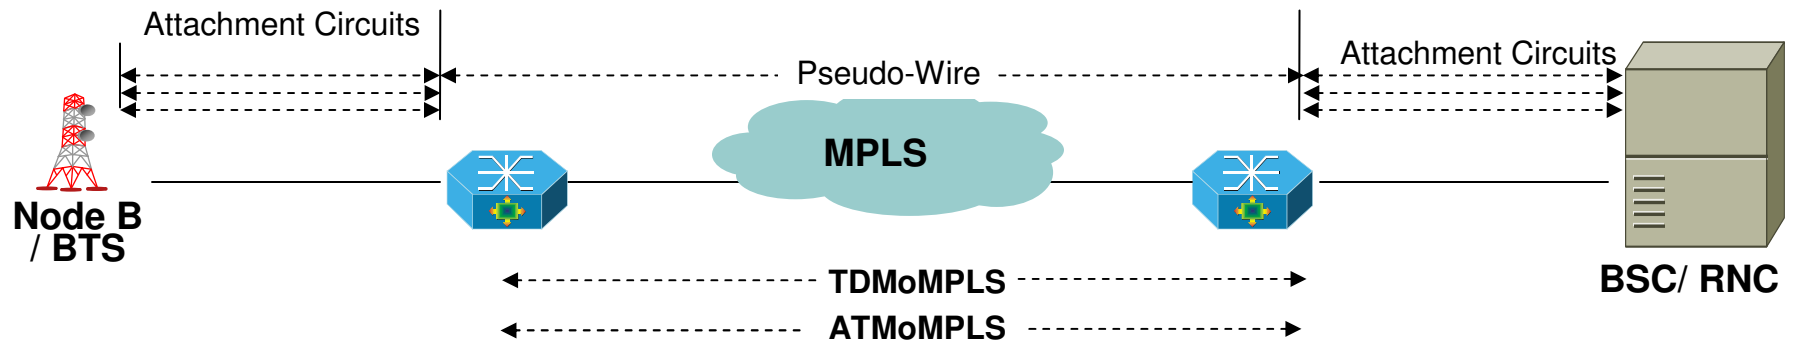 Attachment Circuits
Attachment Circuits
Pseudo-Wire
MPLS
Node B
/ BTS
BSC/ RNC
TDMoMPLS
ATMoMPLS